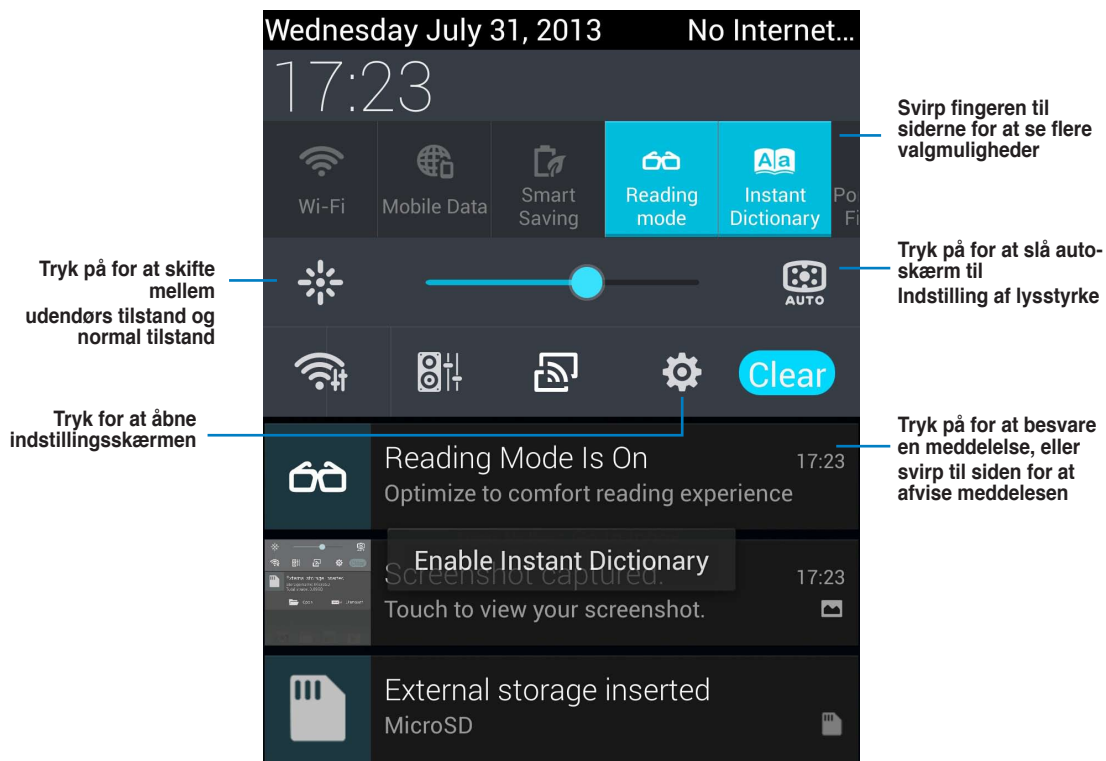 Wednesday July 31, 2013 No Internet...
17:23
Svirp fingeren til
siderne for at se flere
valgmuligheder
Wi-Fi
Mobile Data
Smart
Saving
Reading
mode
Aa
Instant
Dictionary
Po
Fi
Tryk på for at skifte
mellem
udendørs tilstand og
normal tilstand
AUTO
Tryk på for at slå auto-
skærm til
Indstilling af lysstyrke
Clear
Tryk for at åbne
indstillingsskærmen
Reading Mode Is On 17:23
Optimize to comfort reading experience
Tryk på for at besvare
en meddelelse, eller
svirp til siden for at
afvise meddelesen
Enable Instant Dictionary
Screenshot captured. 17:23
Touch to view your screenshot.
External storage inserted
MicroSD